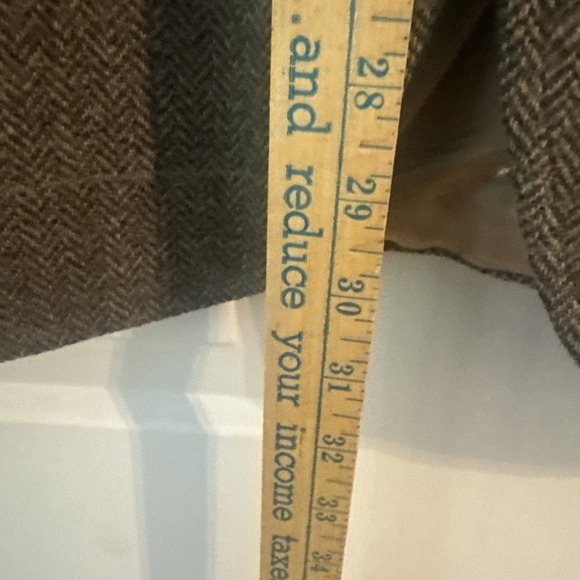 ..and reduce your income taxe
28 29 30 31 32 33 34